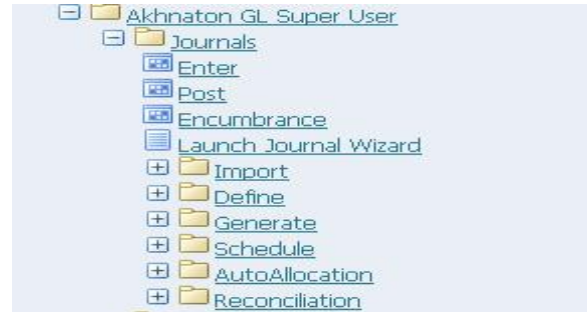 Akhnaton GL Super User
Journals
Enter
Post
Encumbrance
Launch Journal Wizard
Import
Define
Generate
Schedule
AutoAllocation
Reconciliation